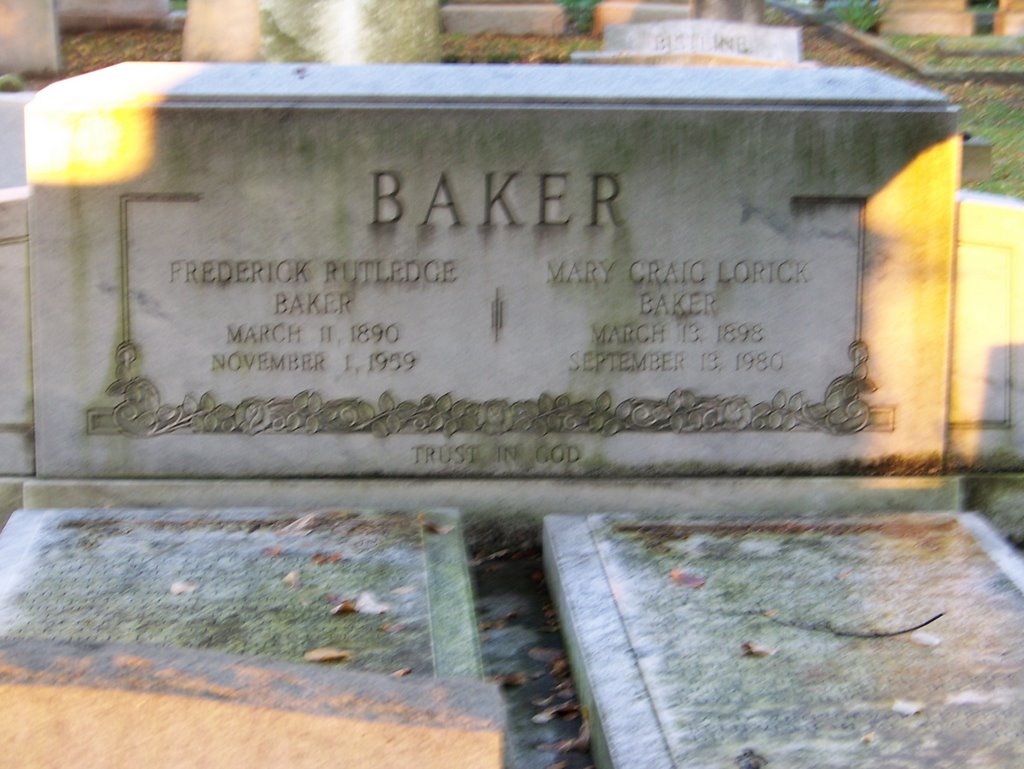 BAKER
FREDERICK RUTLEDGE
BAKER
MARCH 11, 1890
NOVEMBER 1, 1959
MARY CRAIG LORICK
BAKER
MARCH 13, 1898
SEPTEMBER 13, 1980
TRUST IN GOD